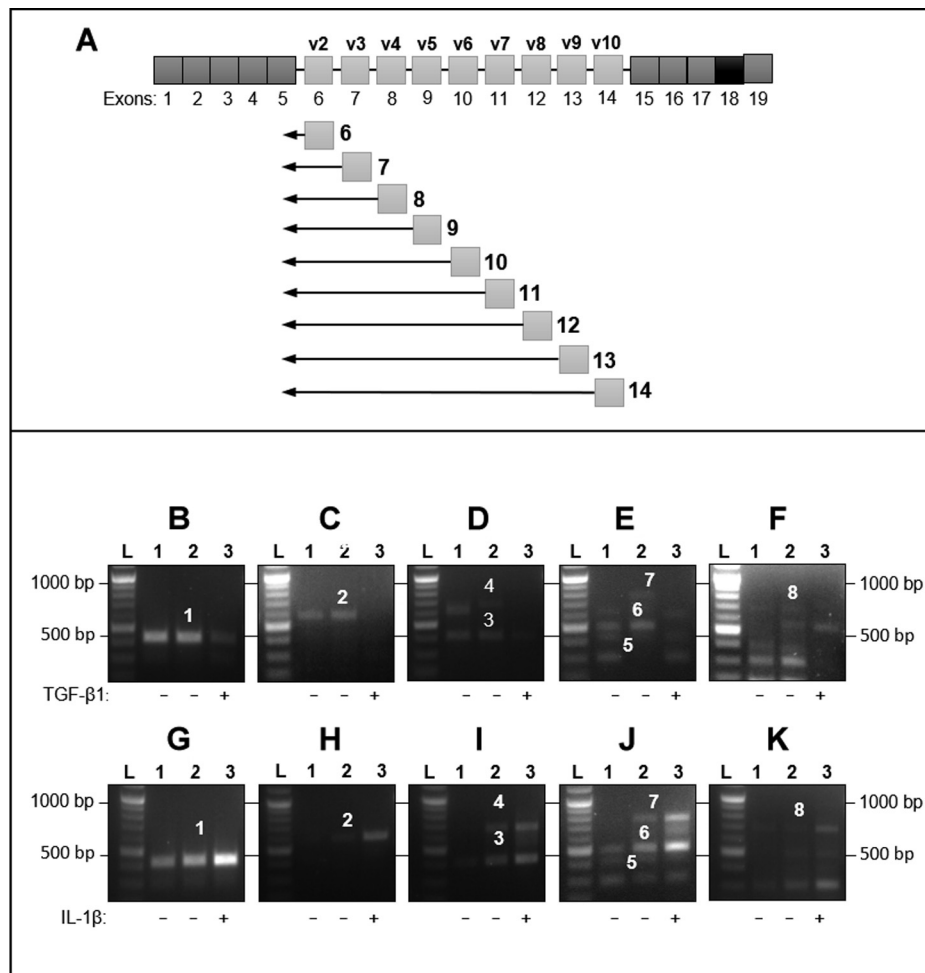 A
v2 v3 v4 v5 v6 v7 v8 v9 v10
Exons: 1 2 3 4 5 6 7 8 9 10 11 12 13 14 15 16 17 18 19
6
7
8
9
10
11
12
13
14
B C D E F
L 1 2 3 L 1 2 3 L 1 2 3 L 1 2 3 L 1 2 3
1000 bp 1 2 4 3 7 6 5 8 1000 bp
500 bp 500 bp
TGF-β1: – – + – – + – – + – – + – – +
G H I J K
L 1 2 3 L 1 2 3 L 1 2 3 L 1 2 3 L 1 2 3
1000 bp 1 2 4 3 7 6 5 8 1000 bp
500 bp 500 bp
IL-1β: – – + – – + – – + – – + – – +